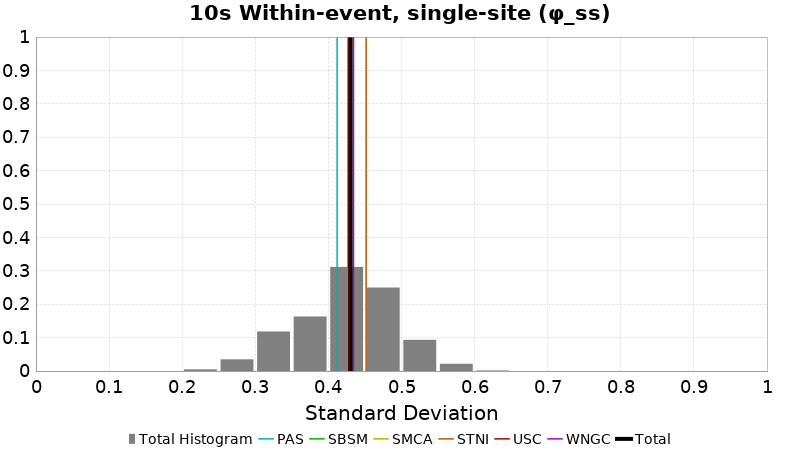 10s Within-event, single-site (φ_ss)
1
0.9
0.8
0.7
0.6
0.5
0.4
0.3
0.2
0.1
0
0 0.1 0.2 0.3 0.4 0.5 0.6 0.7 0.8 0.9 1
Standard Deviation
Total Histogram PAS SBSM SMCA STNI USC WNGC Total